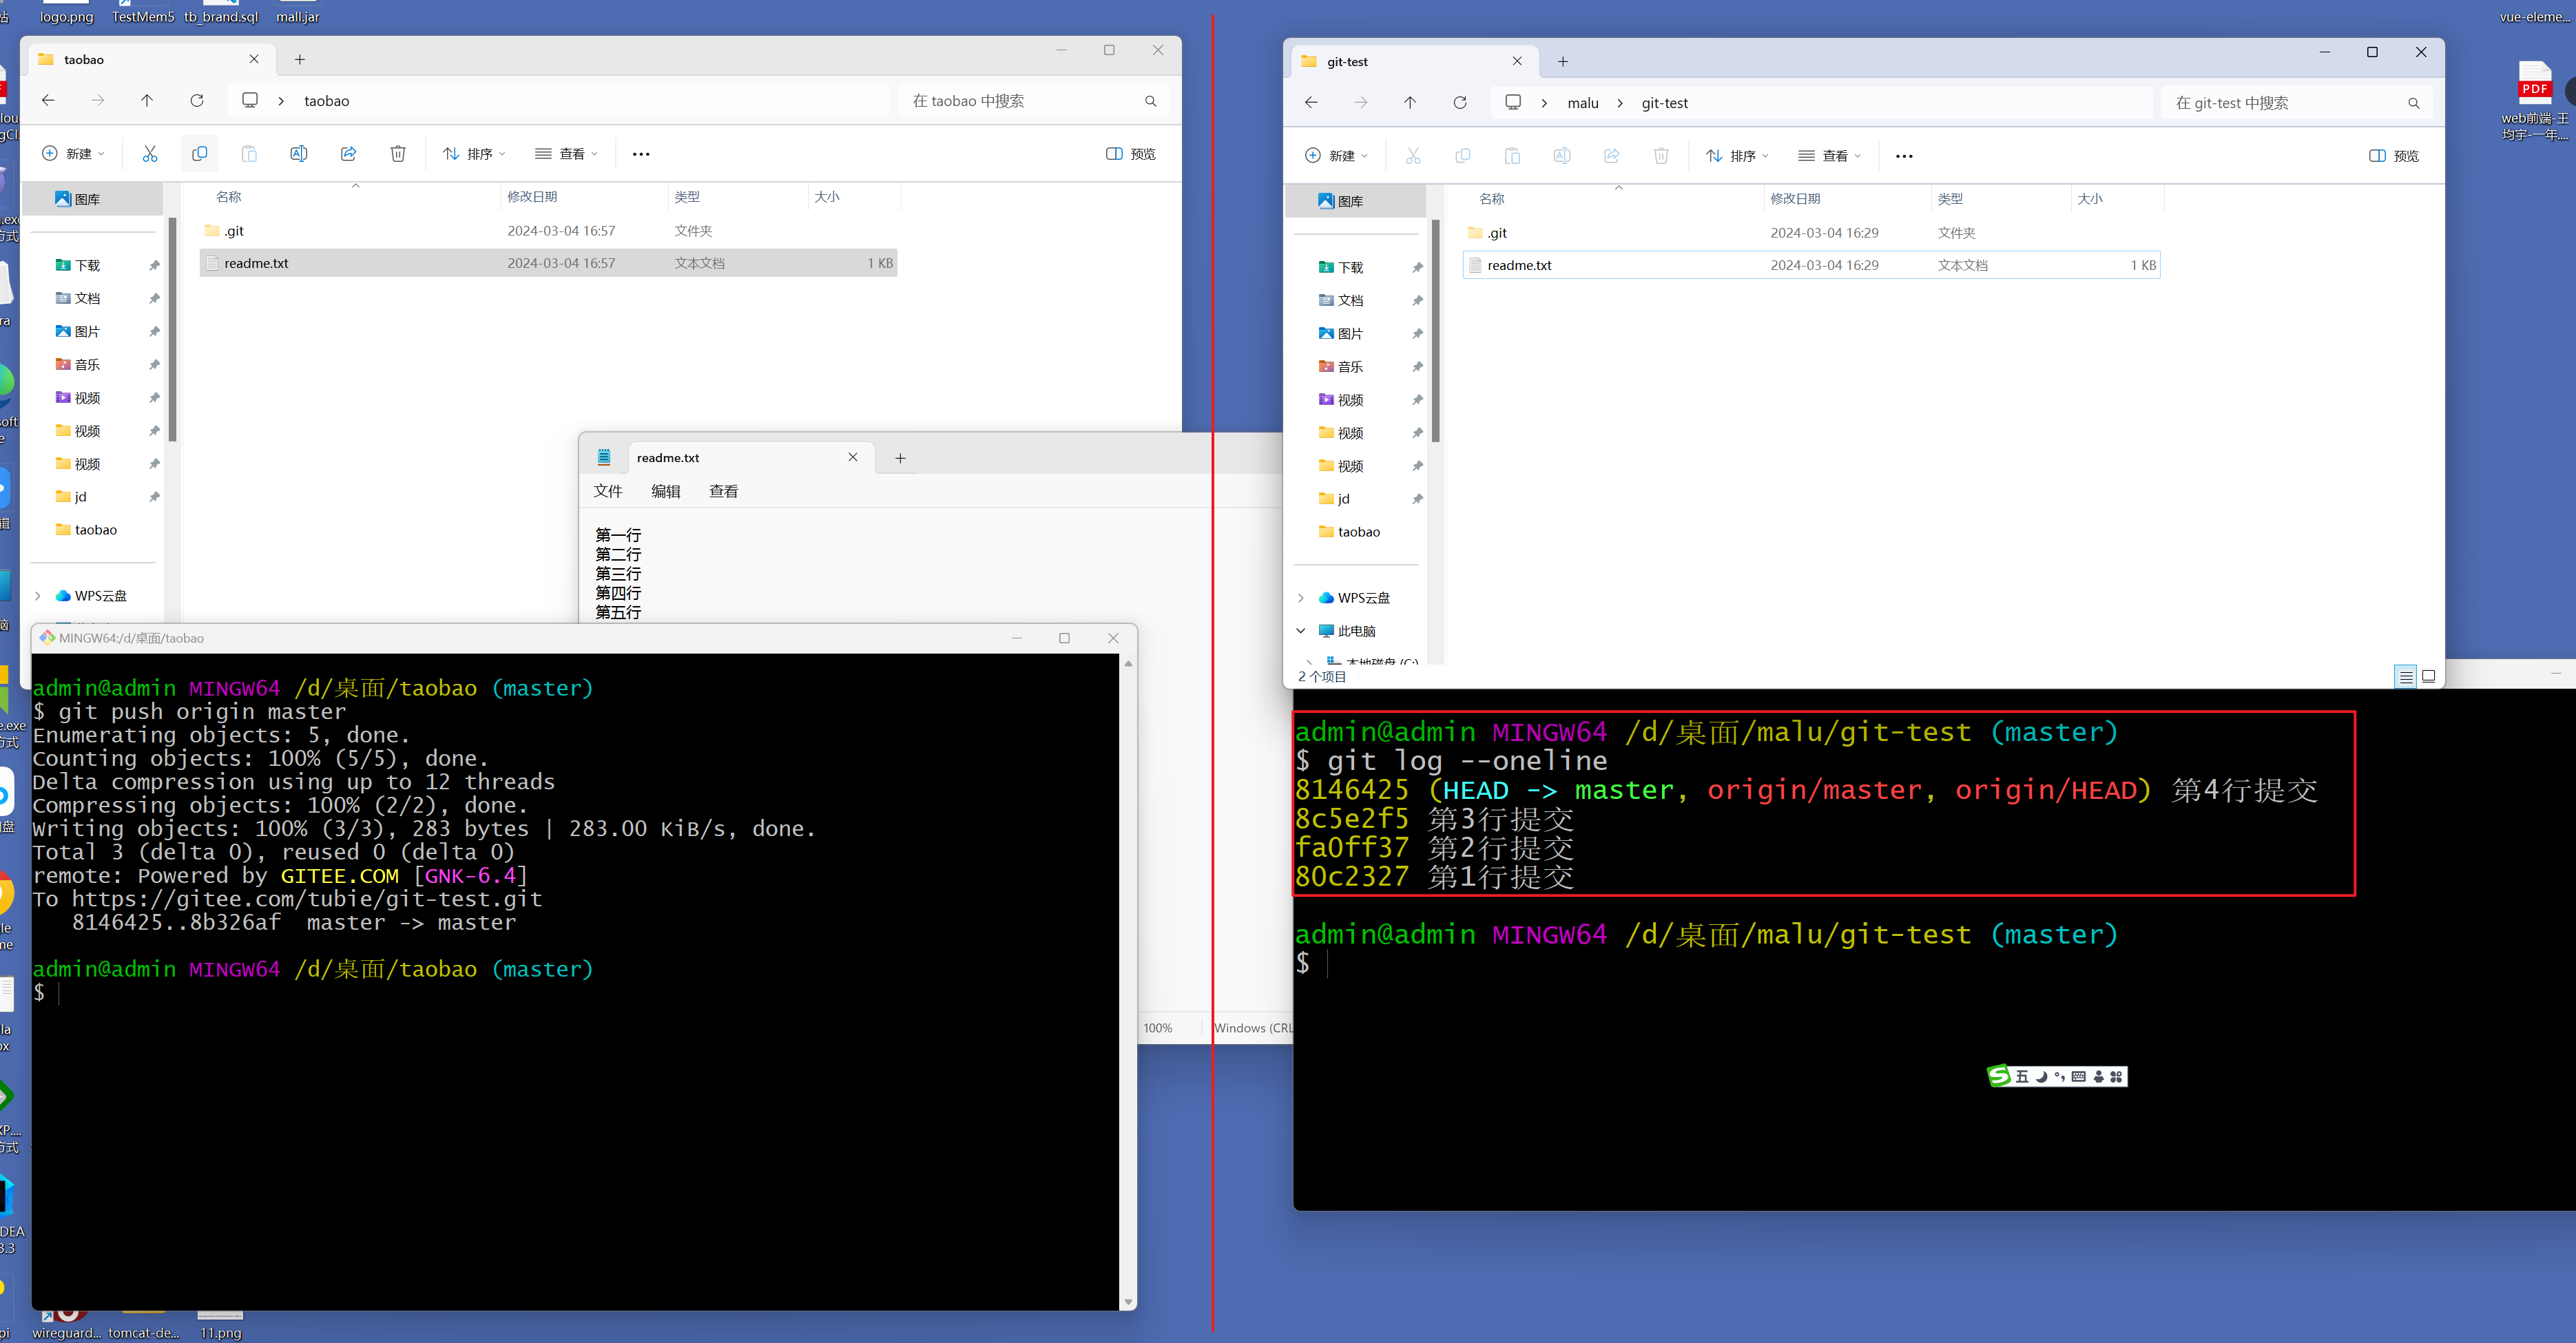 logo.png
TestMem5
tb_brand.sql
mall.jar
vue-eleme...
PDF
web前端-王
均宇-一年....
taobao
taobao
在 taobao 中搜索
新建
排序
查看
预览
名称
修改日期
类型
大小
图库
.git
2024-03-04 16:57
文件夹
readme.txt
2024-03-04 16:57
文本文档
1 KB
下载
文档
图片
音乐
视频
视频
视频
jd
taobao
WPS云盘
readme.txt
文件
编辑
查看
第一行
第二行
第三行
第四行
第五行
100%
Windows (CRL
MINGW64:/d/桌面/taobao
admin@admin MINGW64 /d/桌面/taobao (master)
$ git push origin master
Enumerating objects: 5, done.
Counting objects: 100% (5/5), done.
Delta compression using up to 12 threads
Compressing objects: 100% (2/2), done.
Writing objects: 100% (3/3), 283 bytes | 283.00 KiB/s, done.
Total 3 (delta 0), reused 0 (delta 0)
remote: Powered by GITEE.COM [GNK-6.4]
To https://gitee.com/tubie/git-test.git
8146425..8b326af  master -> master
admin@admin MINGW64 /d/桌面/taobao (master)
$
git-test
malu
git-test
在 git-test 中搜索
新建
排序
查看
预览
名称
修改日期
类型
大小
图库
.git
2024-03-04 16:29
文件夹
readme.txt
2024-03-04 16:29
文本文档
1 KB
下载
文档
图片
音乐
视频
视频
视频
jd
taobao
WPS云盘
此电脑
本地磁盘 (C:)
2 个项目
admin@admin MINGW64 /d/桌面/malu/git-test (master)
$ git log --oneline
8146425 (HEAD -> master, origin/master, origin/HEAD) 第4行提交
8c5e2f5 第3行提交
fa0ff37 第2行提交
80c2327 第1行提交
admin@admin MINGW64 /d/桌面/malu/git-test (master)
$
五
wireguard...
tomcat-de...
11.png